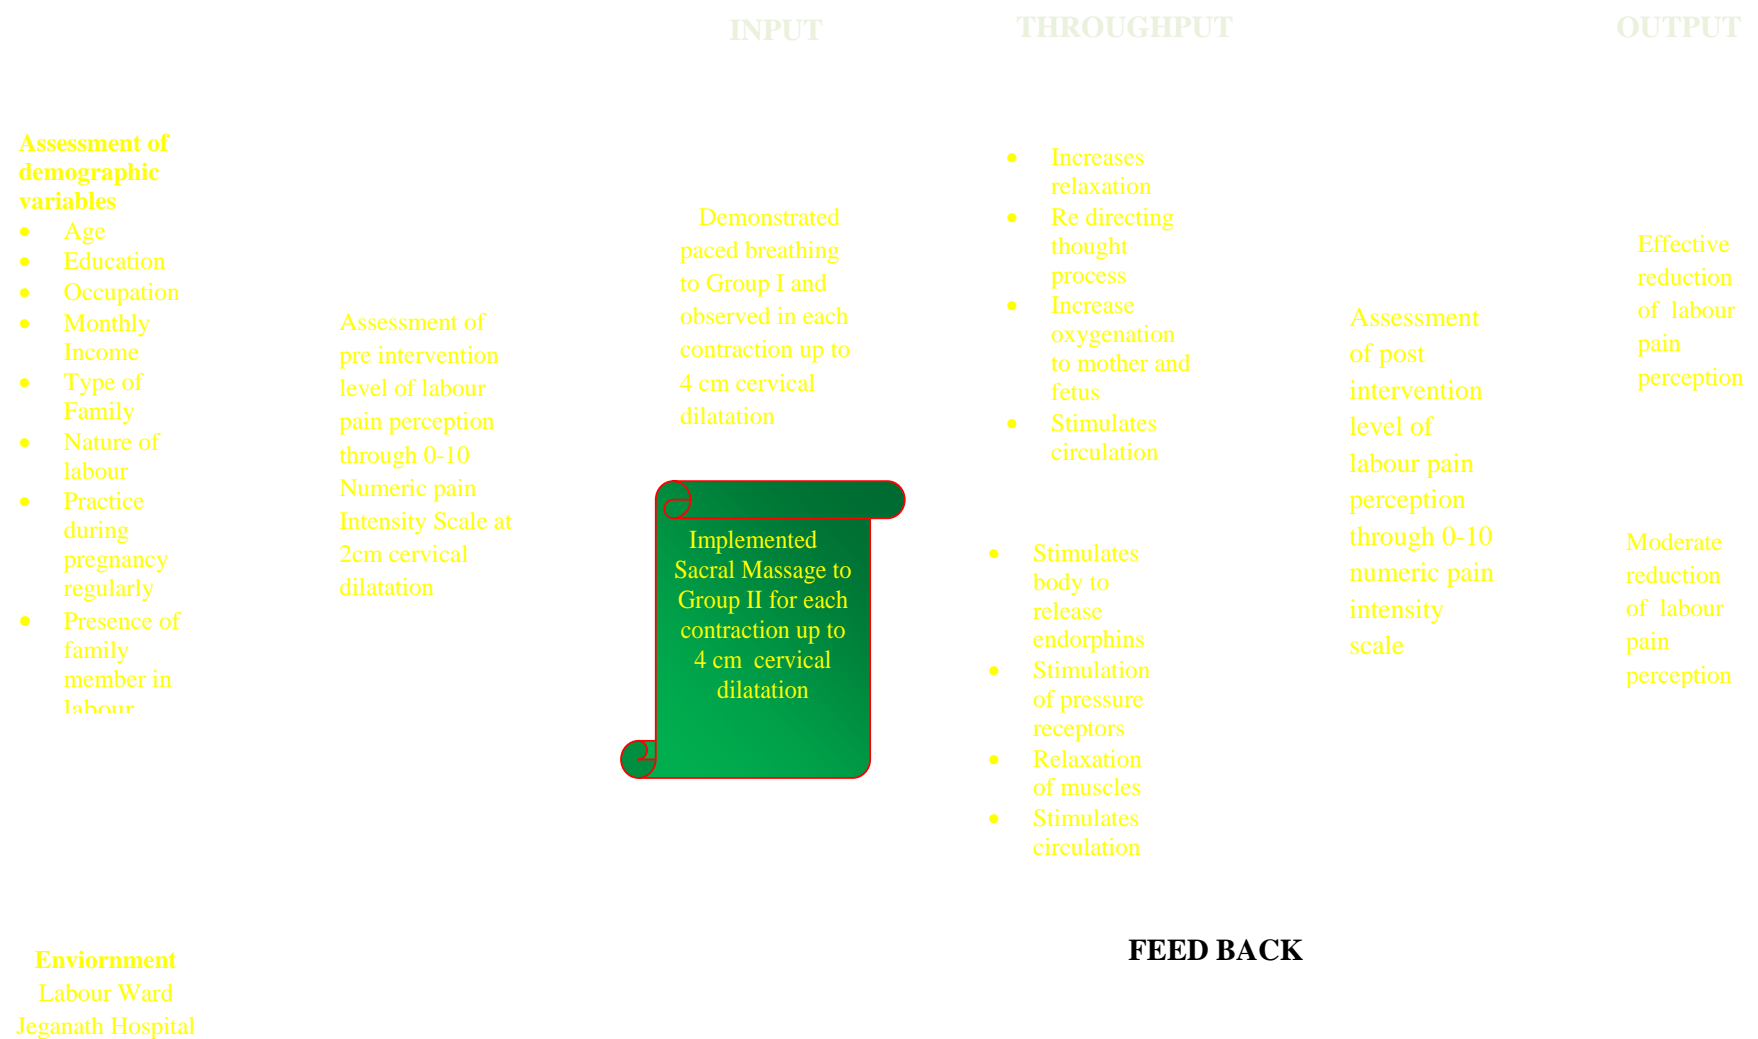 INPUT
THROUGHPUT
OUTPUT
Assessment of
demographic
variables
• Age
• Education
• Occupation
• Monthly
Income
• Type of
Family
• Nature of
labour
• Practice
during
pregnancy
regularly
• Presence of
family
member in
labour
Assessment of
pre intervention
level of labour
pain perception
through 0-10
Numeric pain
Intensity Scale at
2cm cervical
dilatation
Demonstrated
paced breathing
to Group I and
observed in each
contraction up to
4 cm cervical
dilatation
Implemented
Sacral Massage to
Group II for each
contraction up to
4 cm cervical
dilatation
• Increases
relaxation
• Re directing
thought
process
• Increase
oxygenation
to mother and
fetus
• Stimulates
circulation
• Stimulates
body to
release
endorphins
• Stimulation
of pressure
receptors
• Relaxation
of muscles
• Stimulates
circulation
Assessment
of post
intervention
level of
labour pain
perception
through 0-10
numeric pain
intensity
scale
Effective
reduction
of labour
pain
perception
Moderate
reduction
of labour
pain
perception
FEED BACK
Enviornment
Labour Ward
Jeganath Hospital